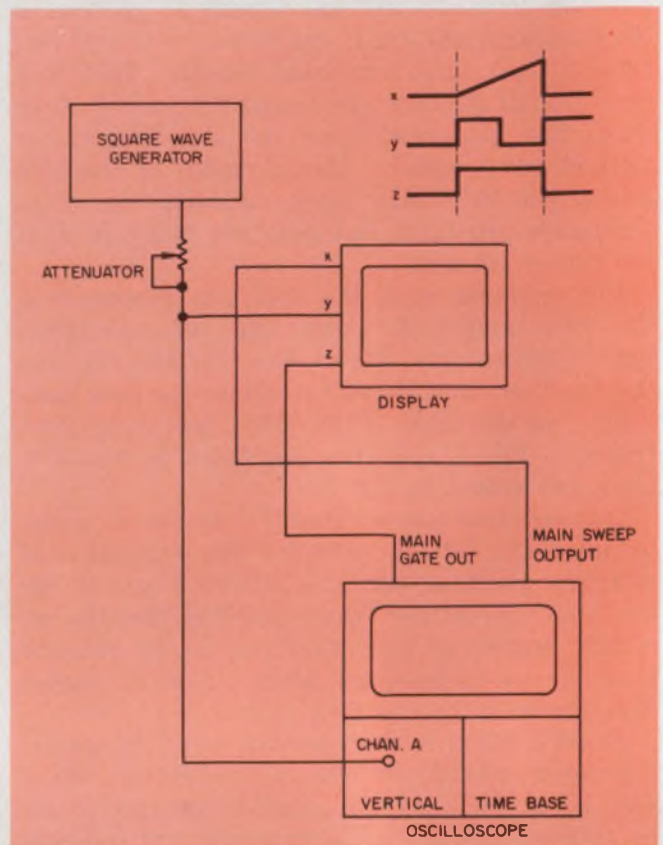 x
SQUARE WAVE
GENERATOR
y
z
ATTENUATOR
x
y
z
DISPLAY
MAIN
GATE OUT
MAIN SWEEP
OUTPUT
CHAN. A
VERTICAL
TIME BASE
OSCILLOSCOPE